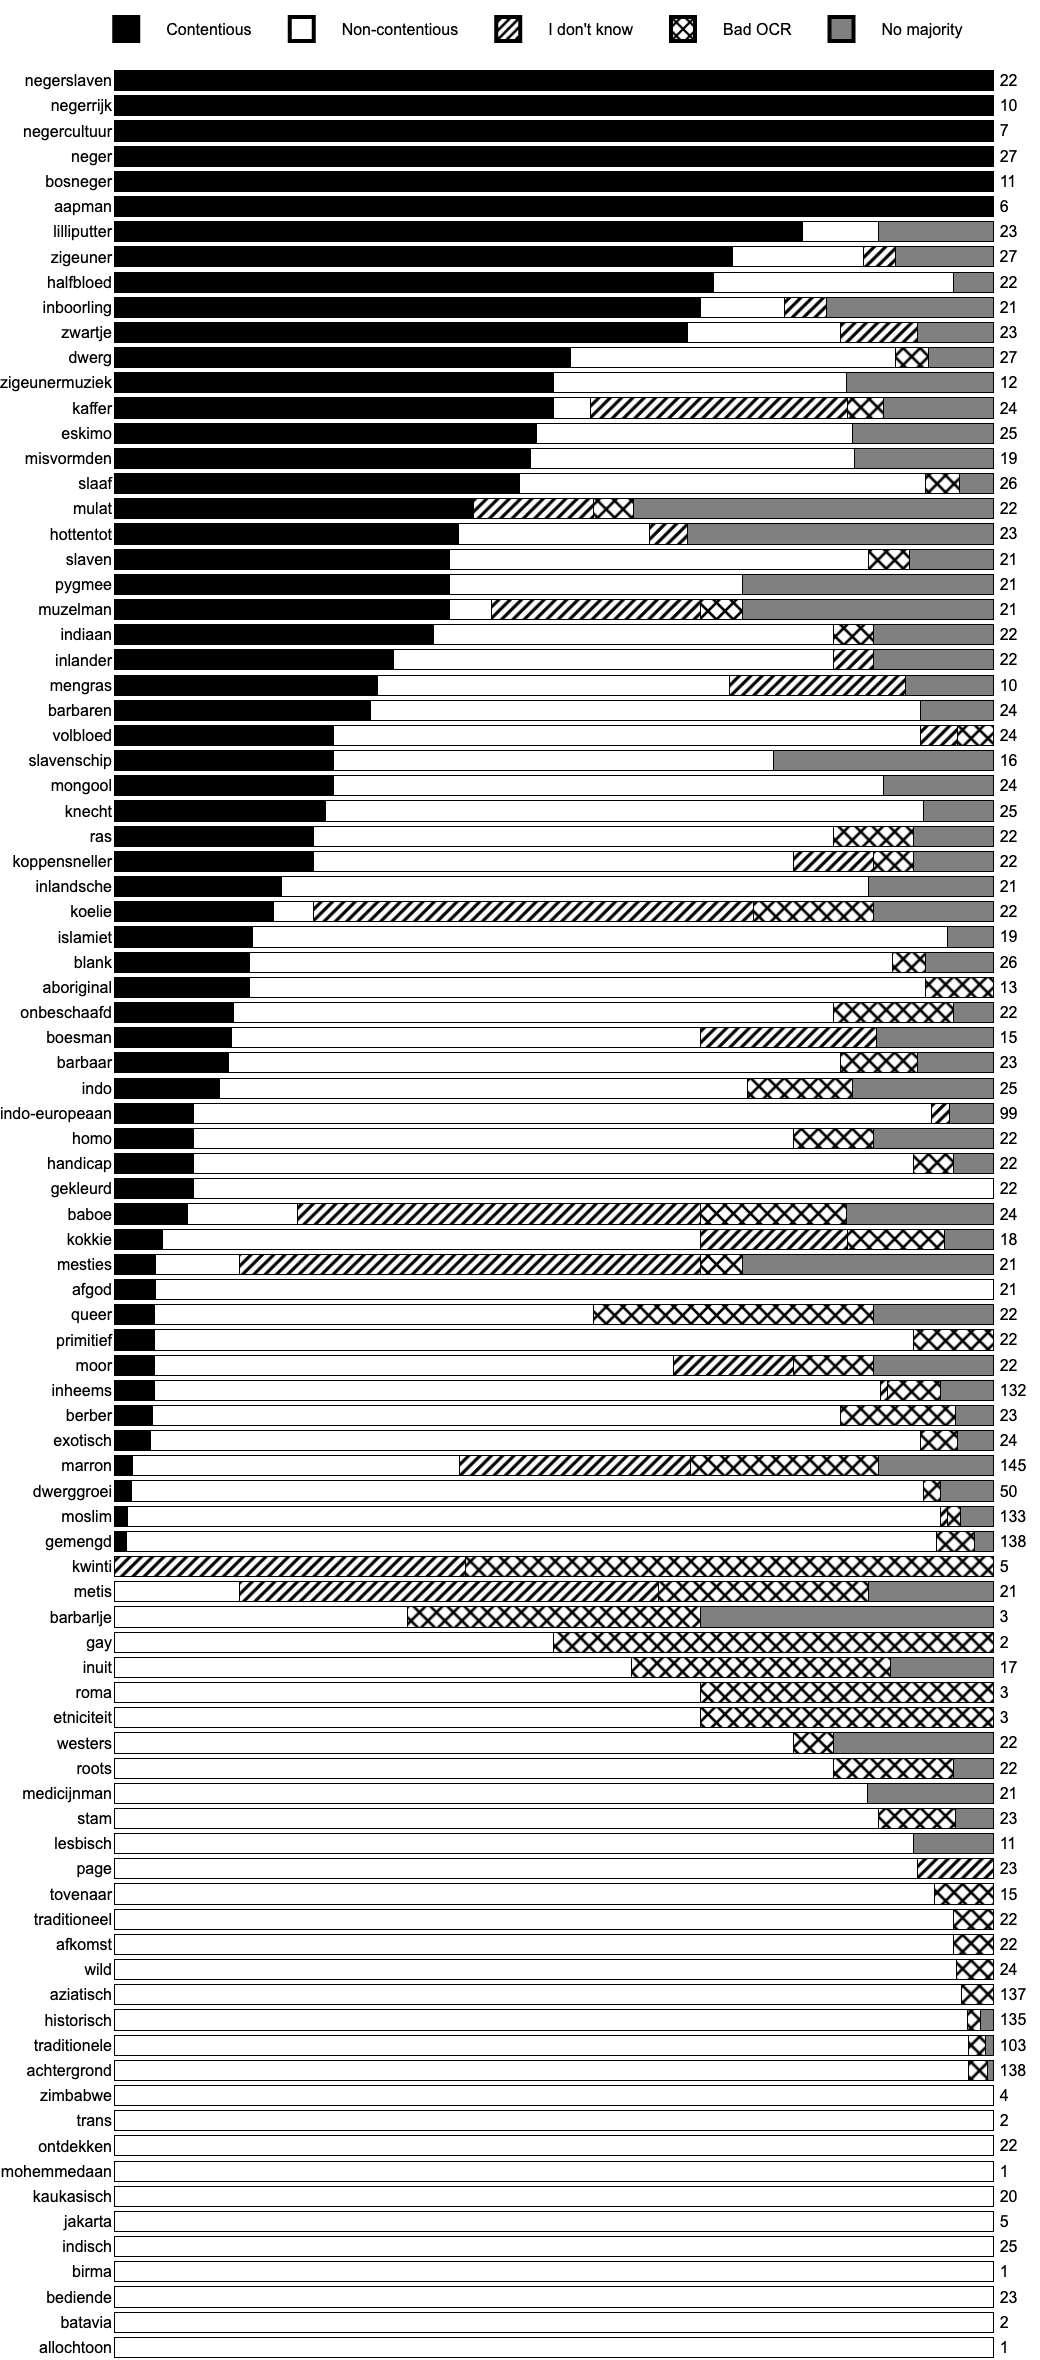 Contentious Non-contentious I don't know Bad OCR No majority
negerslaven 22
negerrijk 10
negercultuur 7
neger 27
bosneger 11
aapman 6
lilliputter 23
zigeuner 27
halfbloed 22
inboorling 21
zwartje 23
dwerg 27
zigeunermuziek 12
kaffer 24
eskimo 25
misvormden 19
slaaf 26
mulat 22
hottentot 23
slaven 21
pygmee 21
muzelman 21
indiaan 22
inlander 22
mengras 10
barbaren 24
volbloed 24
slavenschip 16
mongool 24
knecht 25
ras 22
koppensneller 22
inlandsche 21
koelie 22
islamiet 19
blank 26
aboriginal 13
onbeschaafd 22
boesman 15
barbaar 23
indo 25
indo-europeaan 99
homo 22
handicap 22
gekleurd 22
baboe 24
kokkie 18
mesties 21
afgod 21
queer 22
primitief 22
moor 22
inheems 132
berber 23
exotisch 24
marron 145
dwerggroei 50
moslim 133
gemengd 138
kwinti 5
metis 21
barbarIje 3
gay 2
inuit 17
roma 3
etniciteit 3
westers 22
roots 22
medicijnman 21
stam 23
lesbisch 11
page 23
tovenaar 15
traditioneel 22
afkomst 22
wild 24
aziatisch 137
historisch 135
traditionele 103
achtergrond 138
zimbabwe 4
trans 2
ontdekken 22
mohemmedaan 1
kaukasisch 20
jakarta 5
indisch 25
birma 1
bediende 23
batavia 2
allochtoon 1